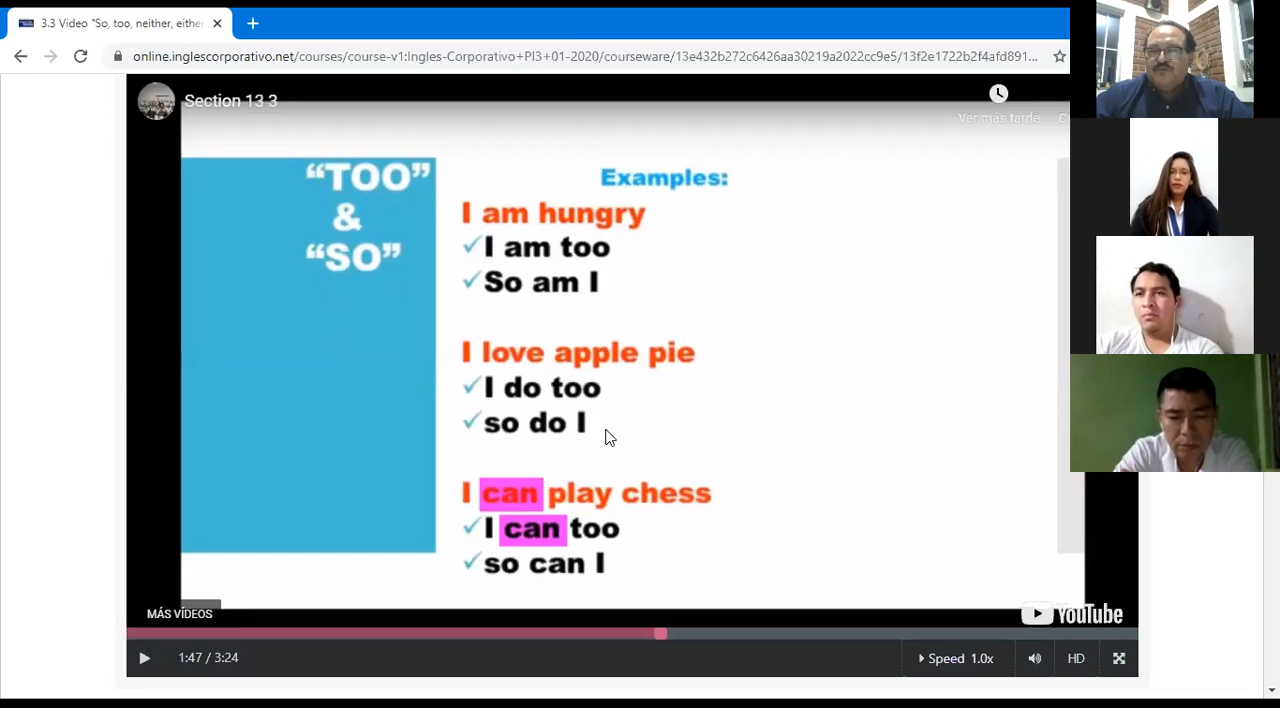 3.3 Video "So, too, neither, either
online.inglescorporativo.net/courses/course-v1:Ingles-Corporativo+PI3+01-2020/courseware/13e432b272c6426aa30219a2022cc9e5/13f2e1722b2f4afd891...
Section 13 3
Ver más tarde
"TOO"
&
"SO"
Examples:
I am hungry
✓I am too
✓So am I
I love apple pie
✓I do too
✓so do I
I can play chess
✓I can too
✓so can I
MÁS VÍDEOS
YouTube
1:47 / 3:24
Speed 1.0x
HD